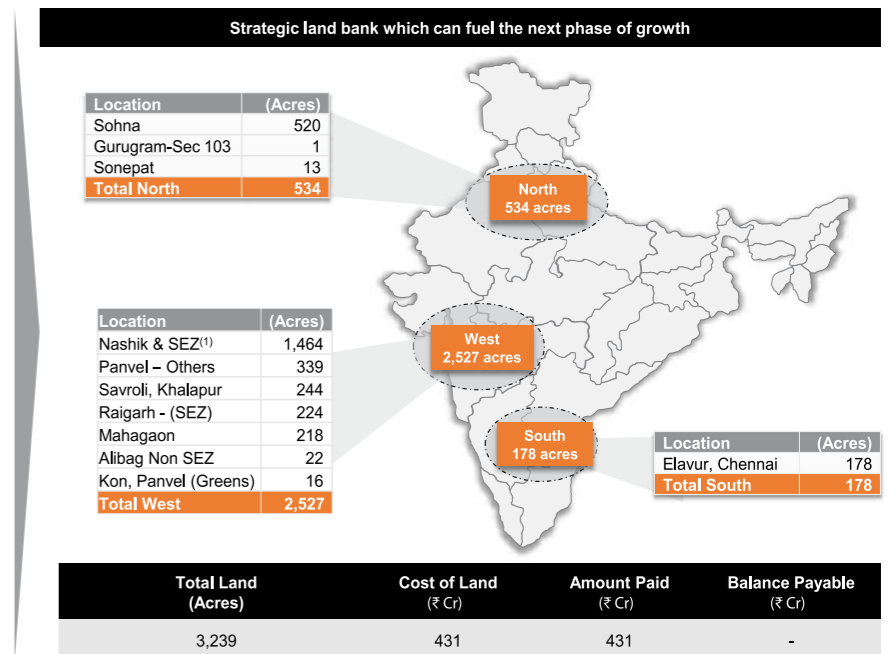 Strategic land bank which can fuel the next phase of growth
Location (Acres)
Sohna 520
Gurugram-Sec 103 1
Sonepat 13
Total North 534
North
534 acres
Location (Acres)
Nashik & SEZ(1) 1,464
Panvel – Others 339
Savroli, Khalapur 244
Raigarh - (SEZ) 224
Mahagaon 218
Alibag Non SEZ 22
Kon, Panvel (Greens) 16
Total West 2,527
West
2,527 acres
South
178 acres
Location (Acres)
Elavur, Chennai 178
Total South 178
Total Land (Acres) Cost of Land (₹ Cr) Amount Paid (₹ Cr) Balance Payable (₹ Cr)
3,239 431 431 -